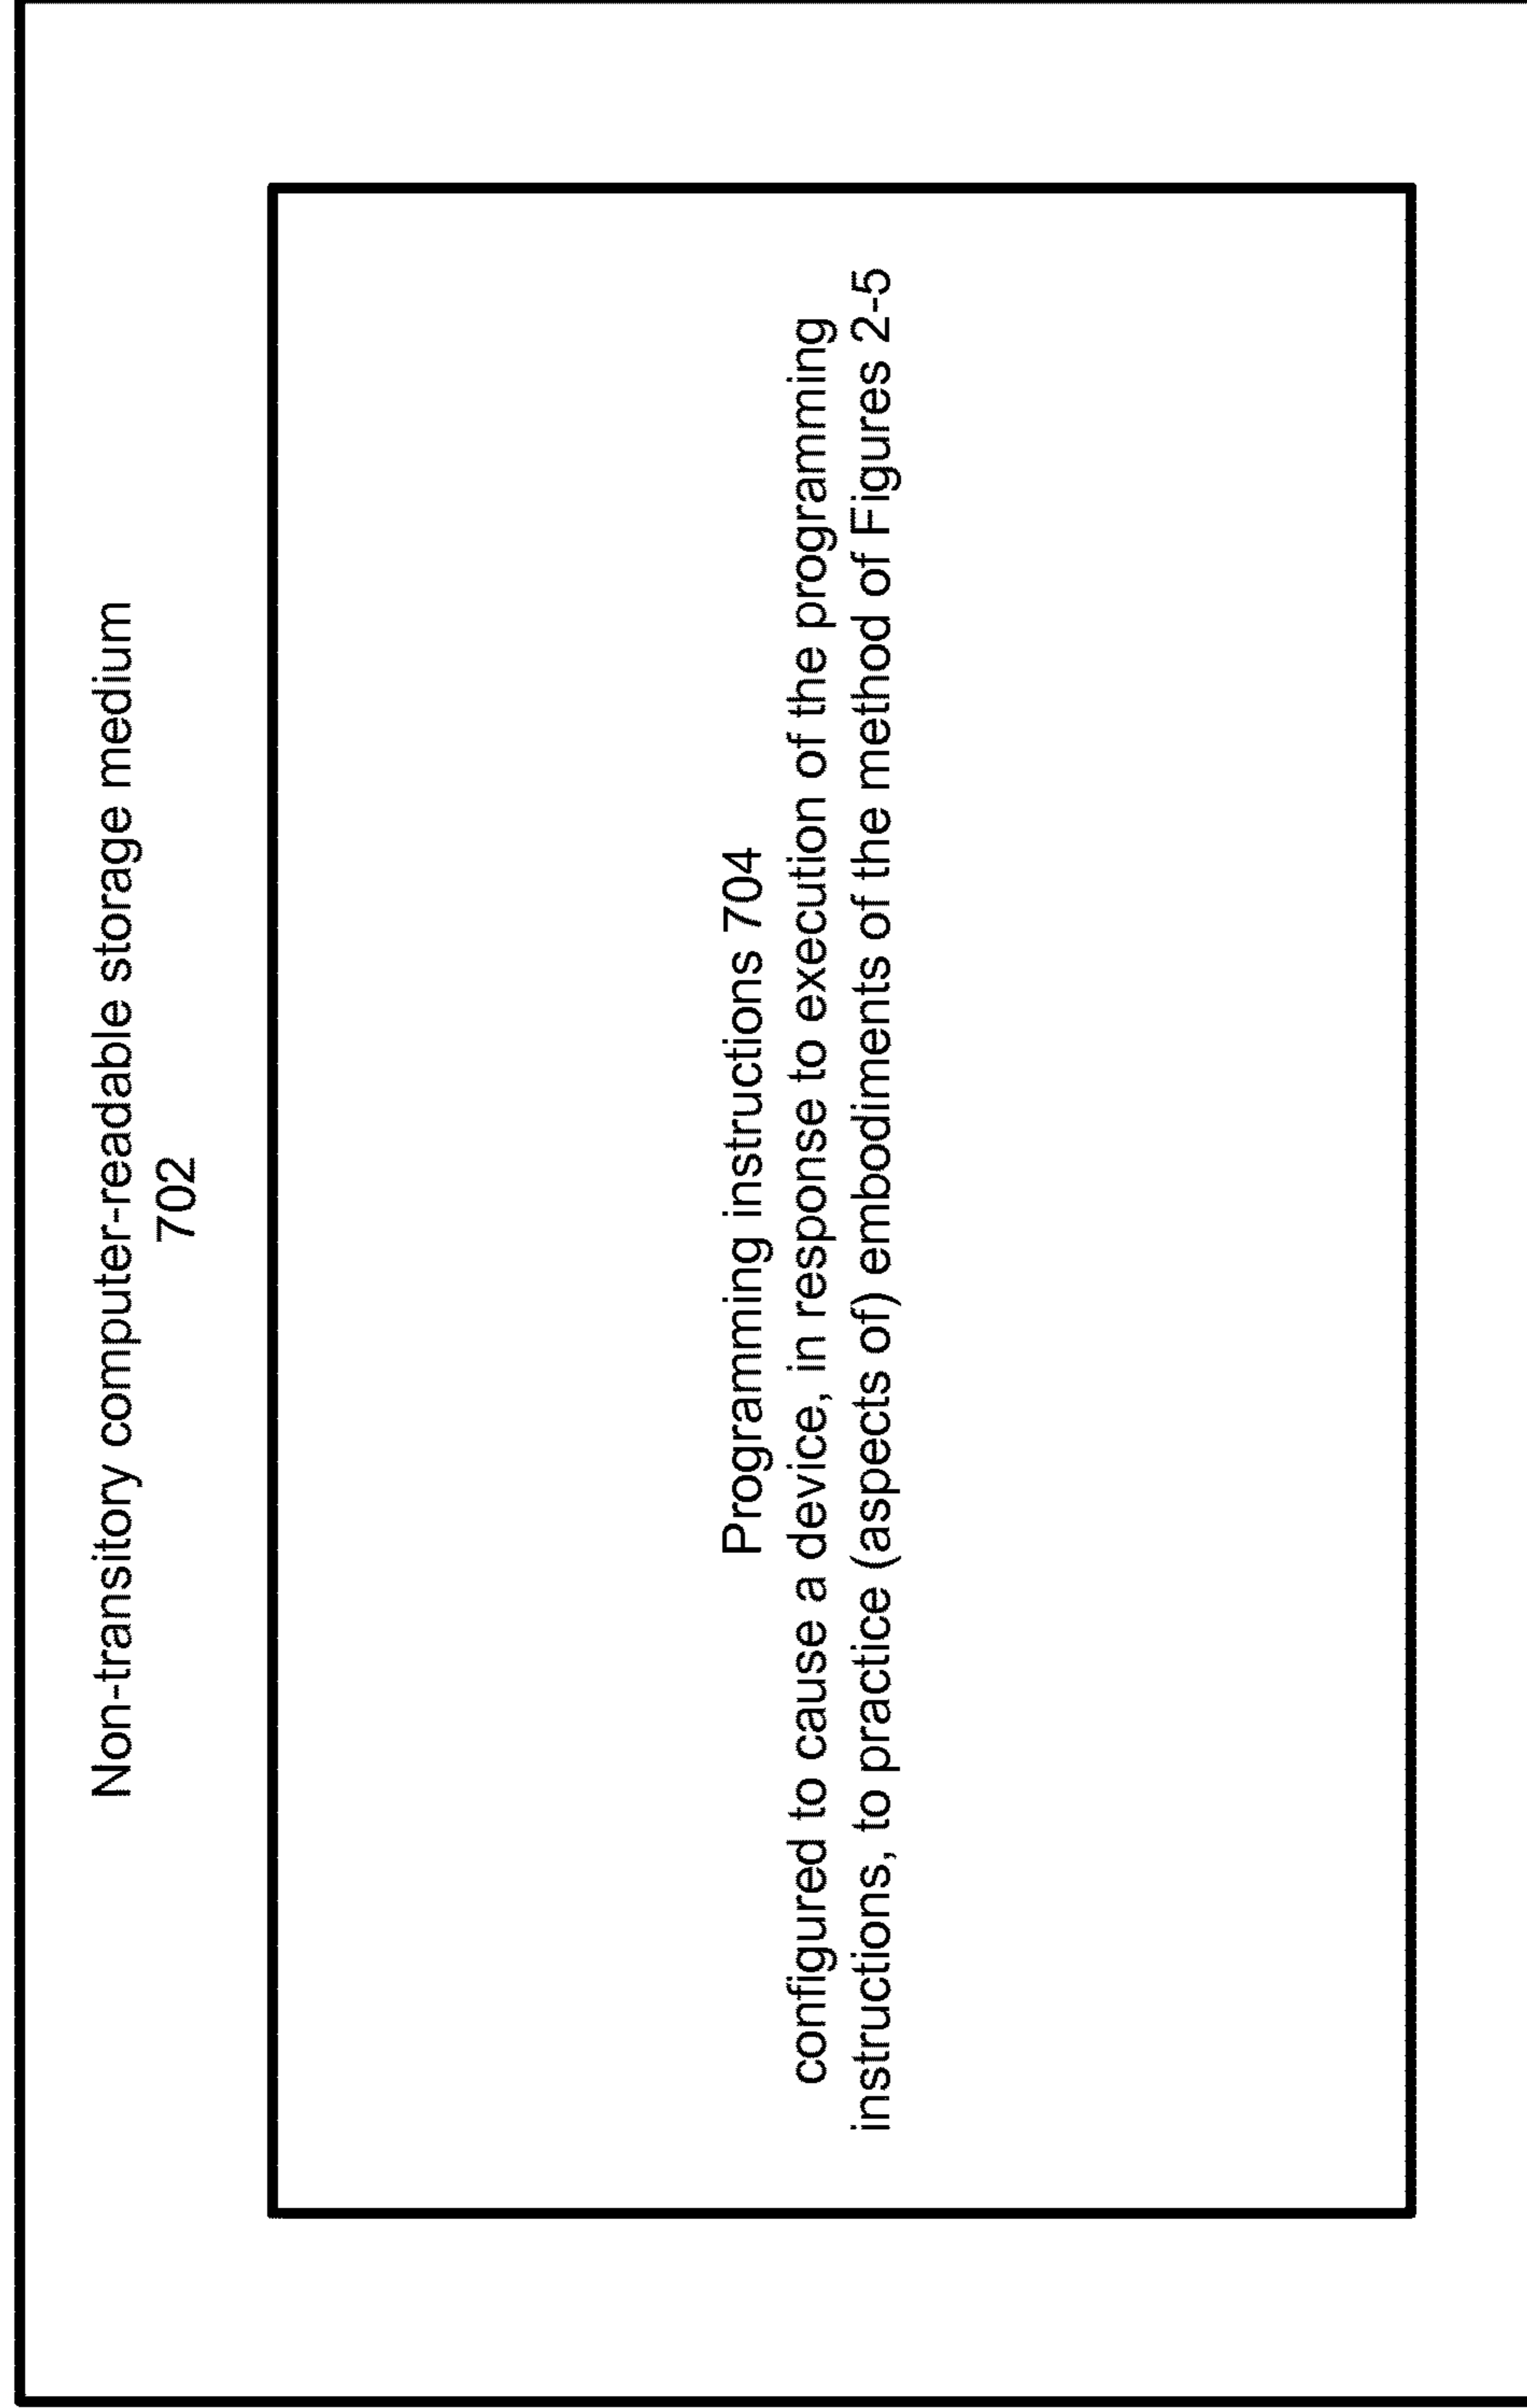 Non-transitory computer-readable storage medium
702
Programming instructions 704
configured to cause a device, in response to execution of the programming
instructions, to practice (aspects of) embodiments of the method of Figures 2-5